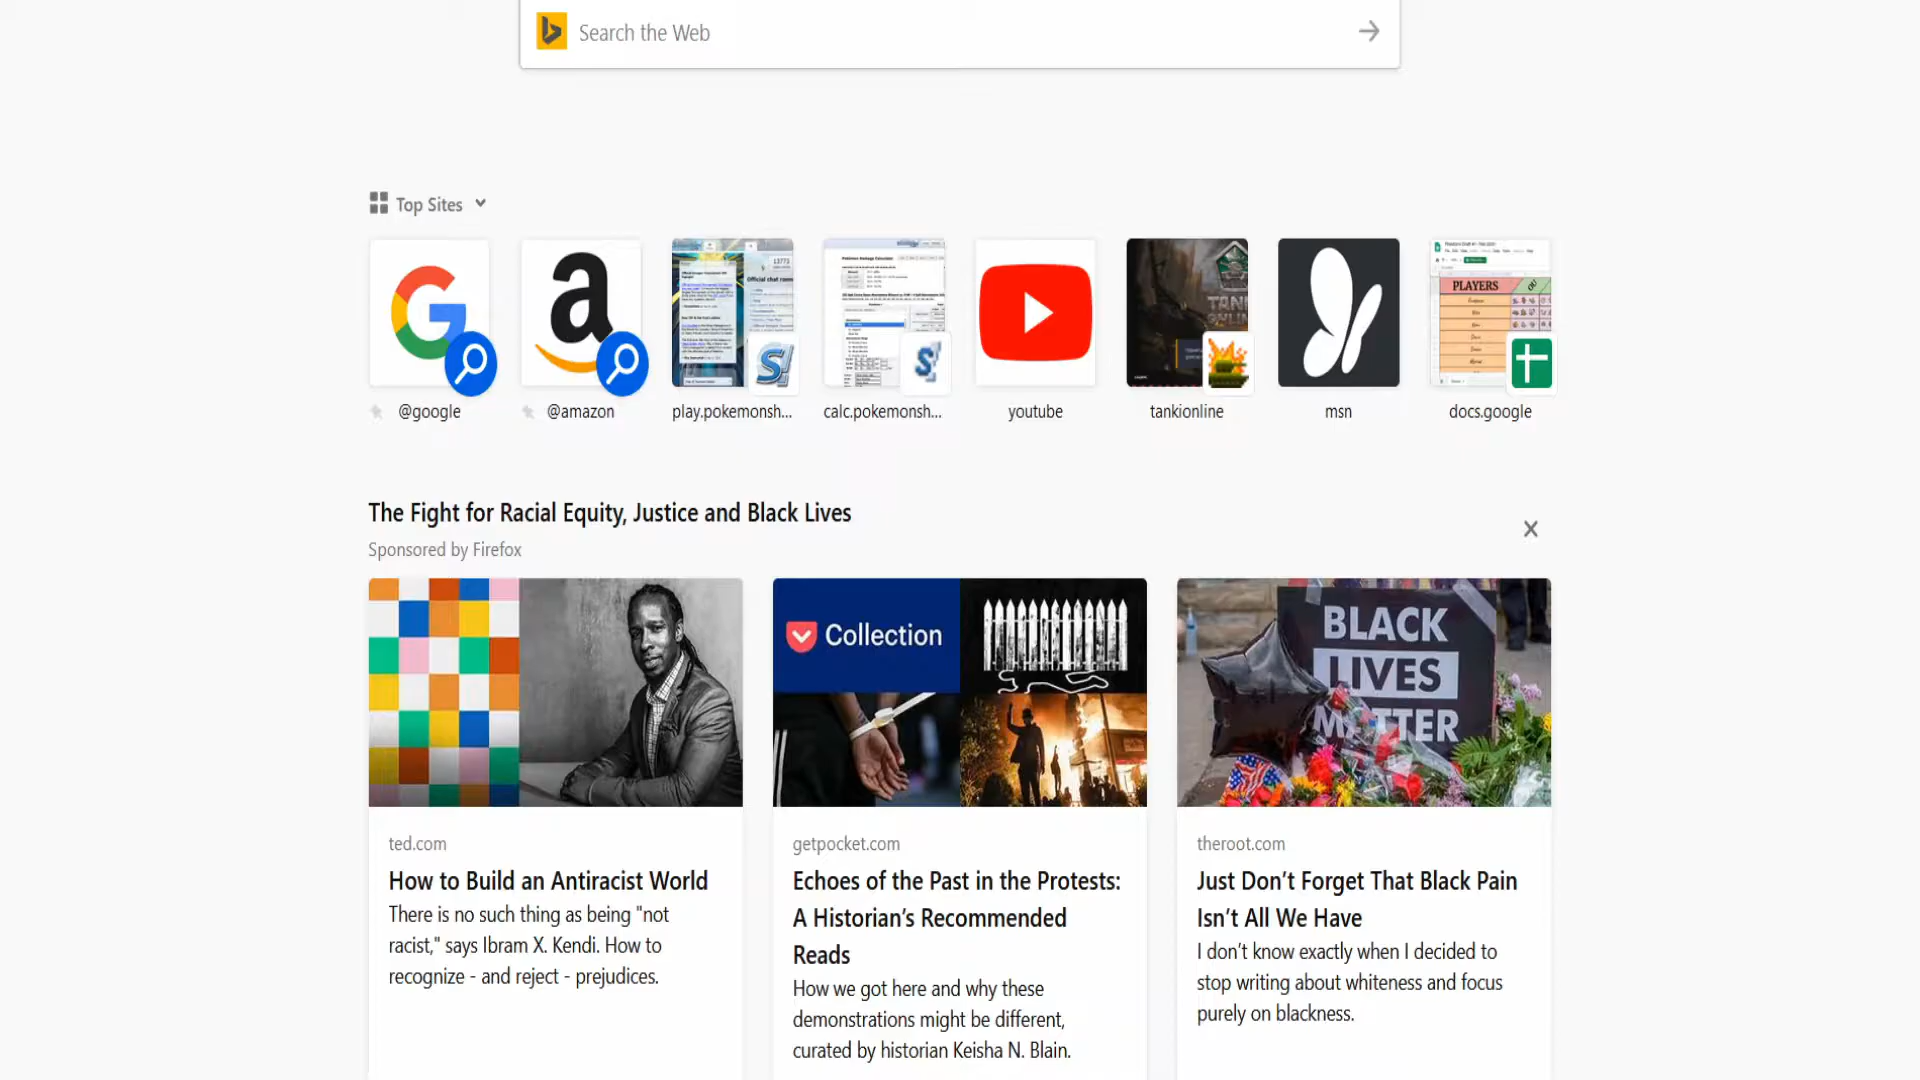 Search the Web
Top Sites
PLAYERS
@google
@amazon
play.pokemonsh...
calc.pokemonsh...
youtube
tankionline
msn
docs.google
The Fight for Racial Equity, Justice and Black Lives
Sponsored by Firefox
Collection
BLACK
LIVES
MATTER
ted.com
How to Build an Antiracist World
There is no such thing as being "not
racist," says Ibram X. Kendi. How to
recognize - and reject - prejudices.
getpocket.com
Echoes of the Past in the Protests:
A Historian’s Recommended
Reads
How we got here and why these
demonstrations might be different,
curated by historian Keisha N. Blain.
theroot.com
Just Don’t Forget That Black Pain
Isn’t All We Have
I don’t know exactly when I decided to
stop writing about whiteness and focus
purely on blackness.